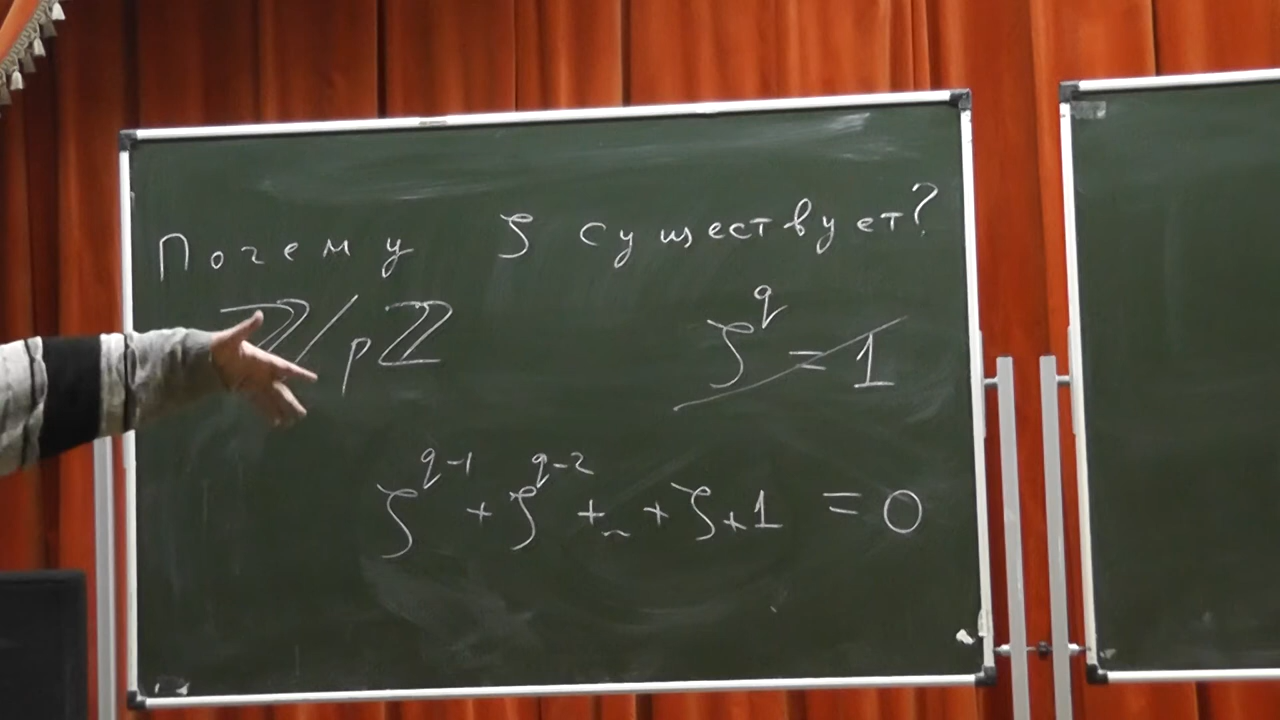 Почему ζ существует?
ℤ/pℤ
ζ^q = 1
ζ^{q-1} + ζ^{q-2} + ... + ζ + 1 = 0